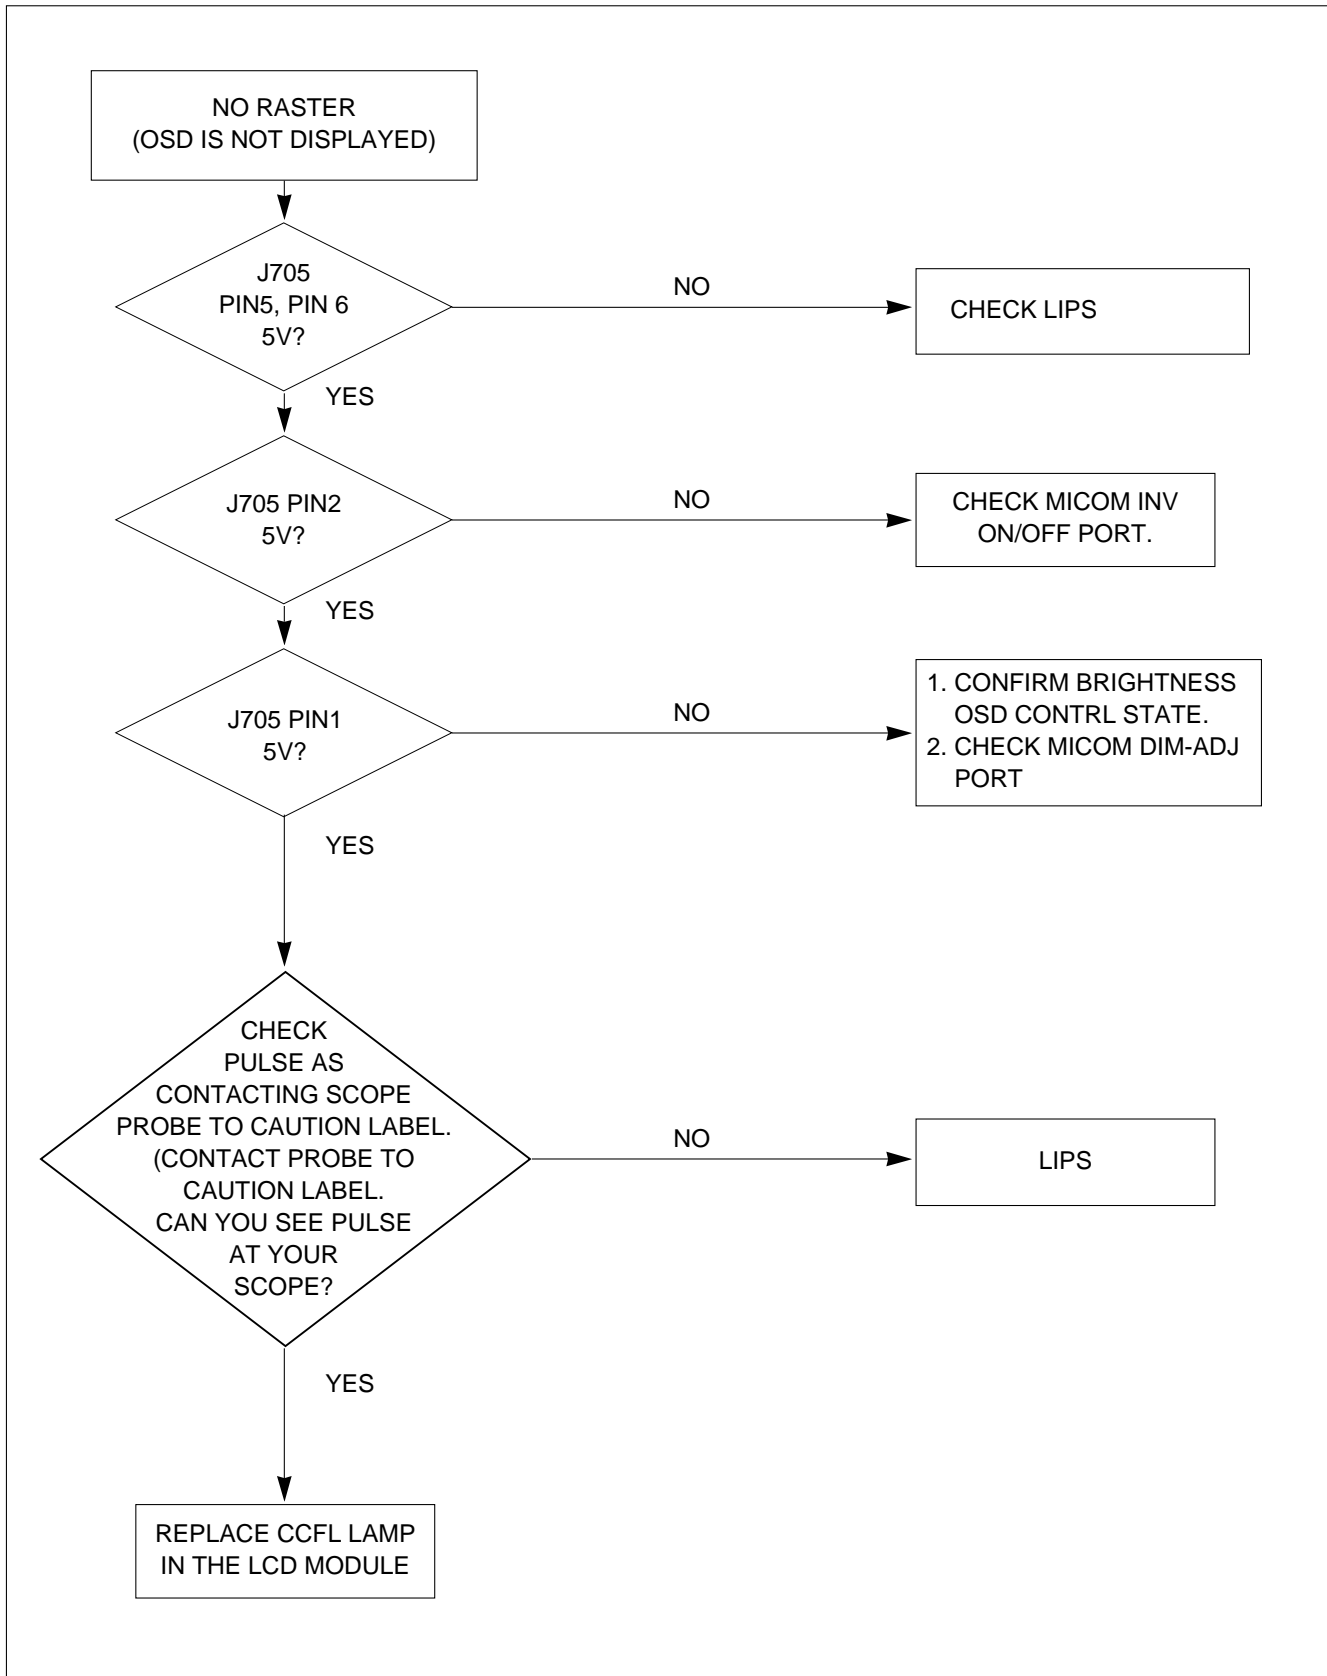 NO RASTER
(OSD IS NOT DISPLAYED)
J705
PIN5, PIN 6
5V?
NO
CHECK LIPS
YES
J705 PIN2
5V?
NO
CHECK MICOM INV
ON/OFF PORT.
YES
J705 PIN1
5V?
NO
1. CONFIRM BRIGHTNESS
OSD CONTRL STATE.
2. CHECK MICOM DIM-ADJ
PORT
YES
CHECK
PULSE AS
CONTACTING SCOPE
PROBE TO CAUTION LABEL.
(CONTACT PROBE TO
CAUTION LABEL.
CAN YOU SEE PULSE
AT YOUR
SCOPE?
NO
LIPS
YES
REPLACE CCFL LAMP
IN THE LCD MODULE